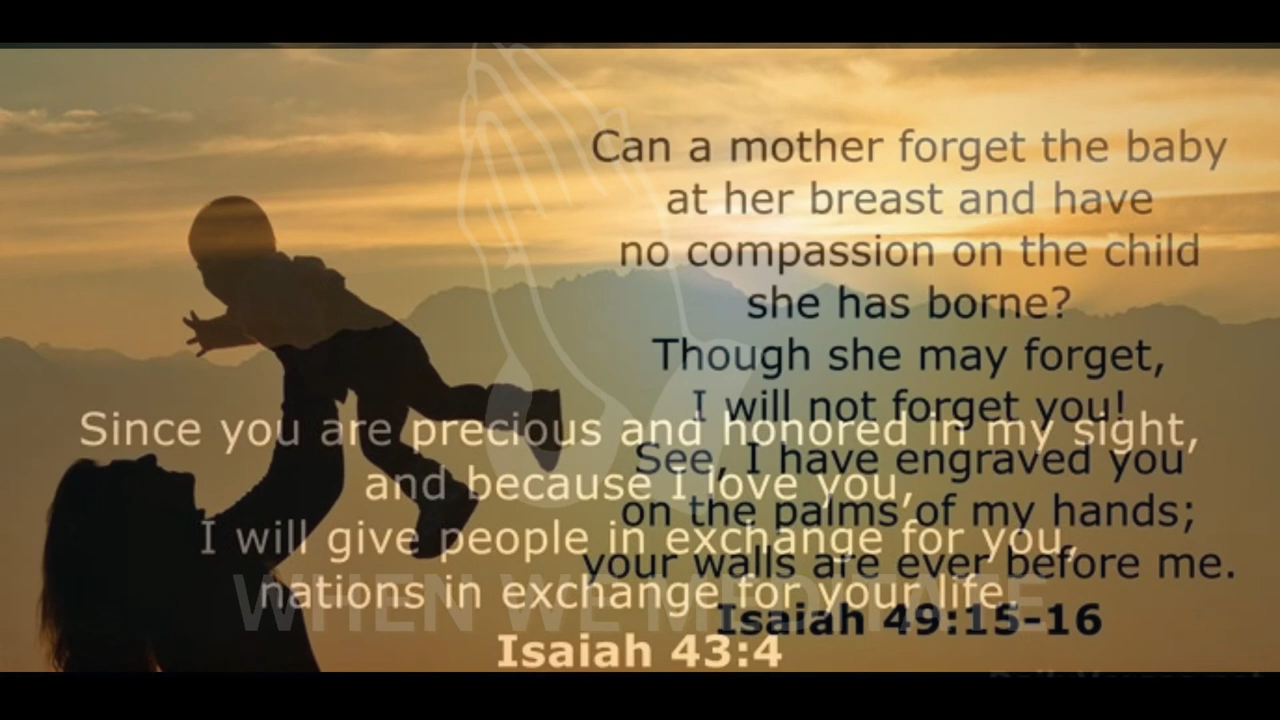 Can a mother forget the baby
at her breast and have
no compassion on the child
she has borne?
Though she may forget,
I will not forget you!
See, I have engraved you
on the palms of my hands;
your walls are ever before me.
Isaiah 49:15-16
Since you are precious and honored in my sight,
and because I love you,
I will give people in exchange for you,
nations in exchange for your life.
Isaiah 43:4
WHEN WE MEDITATE